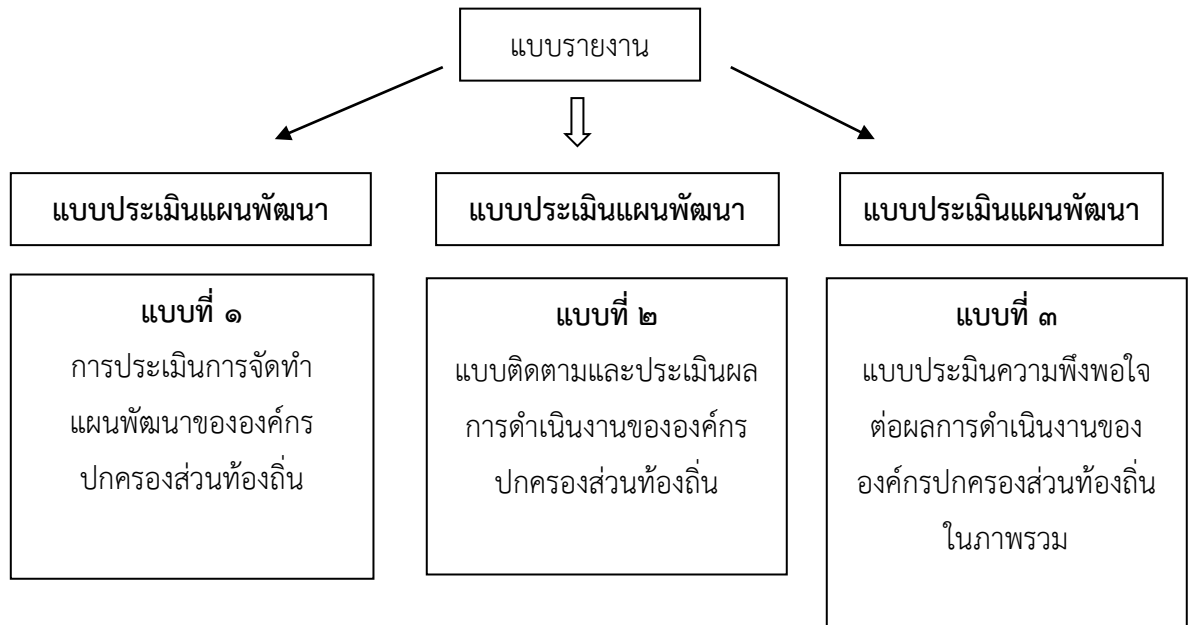 แบบรายงาน
แบบประเมินแผนพัฒนา
แบบประเมินแผนพัฒนา
แบบประเมินแผนพัฒนา
แบบที่ ๑
การประเมินการจัดทำ
แผนพัฒนาขององค์กร
ปกครองส่วนท้องถิ่น
แบบที่ ๒
แบบติดตามและประเมินผล
การดำเนินงานขององค์กร
ปกครองส่วนท้องถิ่น
แบบที่ ๓
แบบประมินความพึงพอใจ
ต่อผลการดำเนินงานของ
องค์กรปกครองส่วนท้องถิ่น
ในภาพรวม